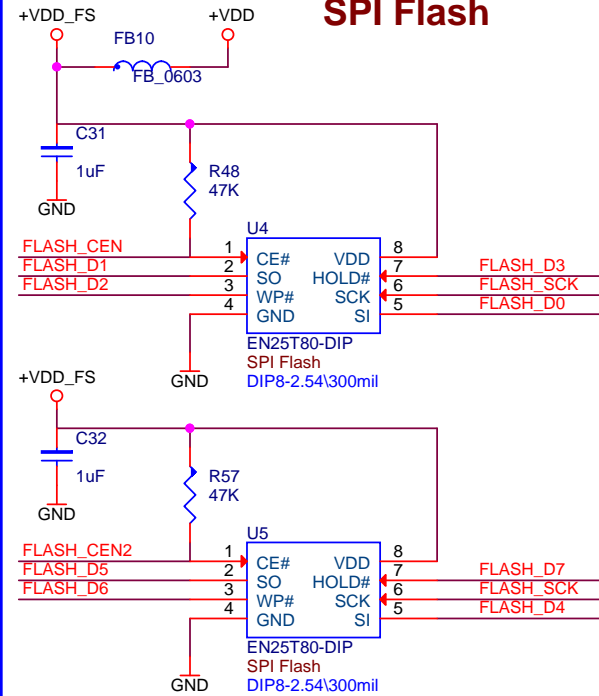 SPI Flash
+VDD_FS
+VDD
FB10
FB_0603
C31
1uF
GND
R48
47K
U4
FLASH_CEN
FLASH_D1
FLASH_D2
1
2
3
4
CE#
SO
WP#
GND
VDD
HOLD#
SCK
SI
8
7
6
5
FLASH_D3
FLASH_SCK
FLASH_D0
GND
EN25T80-DIP
SPI Flash
DIP8-2.54\300mil
+VDD_FS
C32
1uF
GND
R57
47K
U5
FLASH_CEN2
FLASH_D5
FLASH_D6
1
2
3
4
CE#
SO
WP#
GND
VDD
HOLD#
SCK
SI
8
7
6
5
FLASH_D7
FLASH_SCK
FLASH_D4
GND
EN25T80-DIP
SPI Flash
DIP8-2.54\300mil